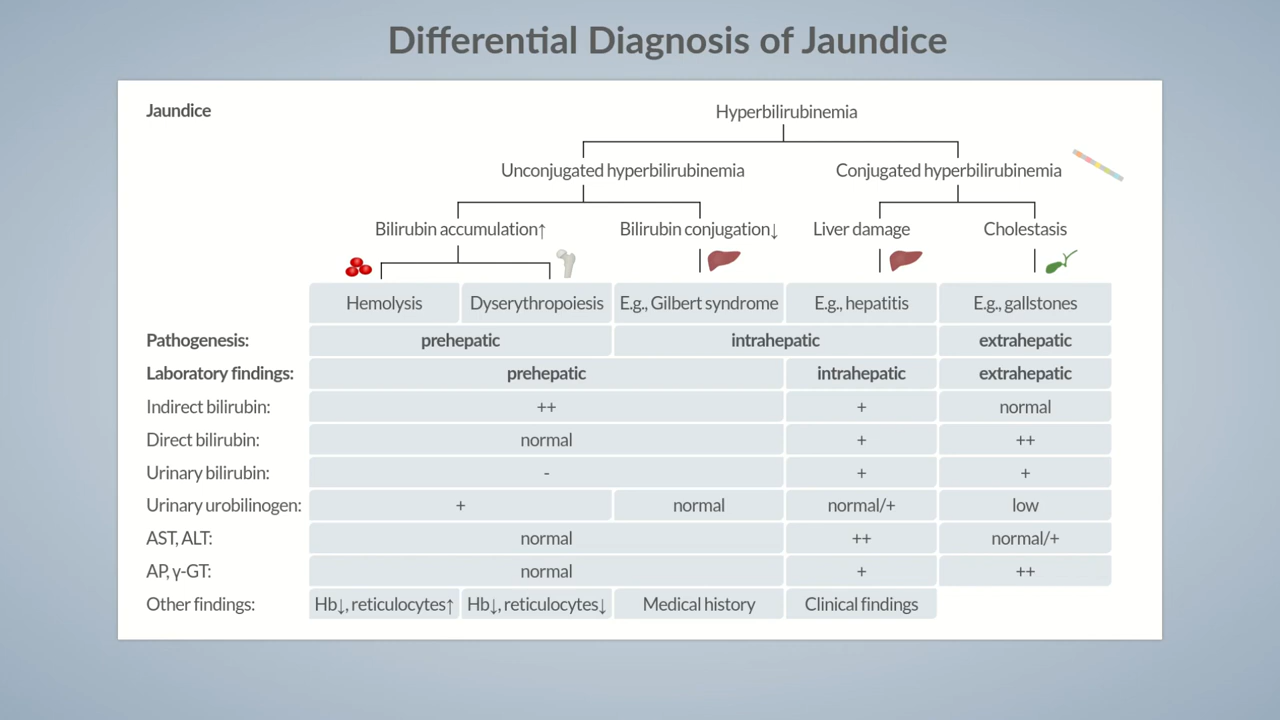 Differential Diagnosis of Jaundice
Jaundice
Hyperbilirubinemia
Unconjugated hyperbilirubinemia Conjugated hyperbilirubinemia
Bilirubin accumulation↑ Bilirubin conjugation↓ Liver damage Cholestasis
Hemolysis Dyserythropoiesis E.g., Gilbert syndrome E.g., hepatitis E.g., gallstones
Pathogenesis: prehepatic intrahepatic extrahepatic
Laboratory findings: prehepatic intrahepatic extrahepatic
Indirect bilirubin: ++ + normal
Direct bilirubin: normal + ++
Urinary bilirubin: - + +
Urinary urobilinogen: + normal normal/+ low
AST, ALT: normal ++ normal/+
AP, γ-GT: normal + ++
Other findings: Hb↓, reticulocytes↑ Hb↓, reticulocytes↓ Medical history Clinical findings